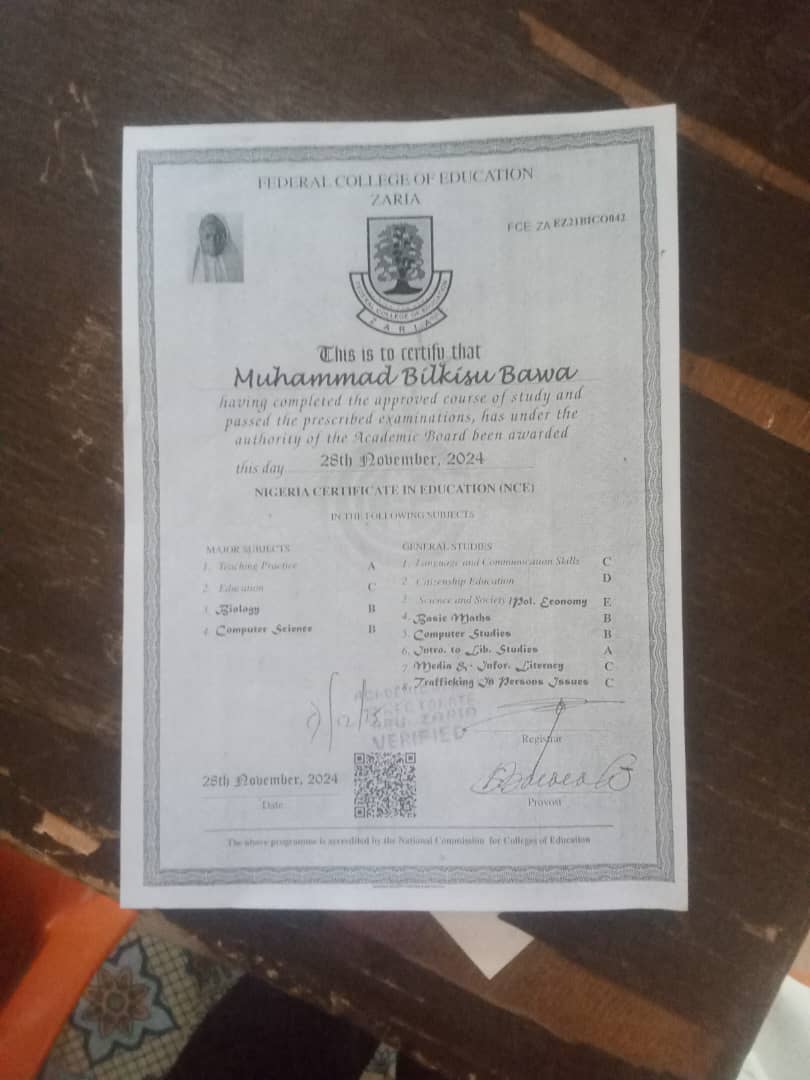 FEDERAL COLLEGE OF EDUCATION
ZARIA
FCE ZA EZ21BICO042
FEDERAL COLLEGE OF EDUCATION
ZARIA
This is to certify that
Muhammad Bilkisu Bawa
having completed the approved course of study and
passed the prescribed examinations, has under the
authority of the Academic Board been awarded
this day 28th November, 2024
NIGERIA CERTIFICATE IN EDUCATION (NCE)
IN THE FOLLOWING SUBJECTS
MAJOR SUBJECTS
1. Teaching Practice A
2. Education C
3. Biology B
4. Computer Science B
GENERAL STUDIES
1. Language and Communication Skills C
2. Citizenship Education D
3. Science and Society/Pol. Economy E
4. Basic Maths B
5. Computer Studies B
6. Intro. to Lib. Studies A
7. Media & Infor. Literacy C
Trafficking In Persons Issues C
ZARIA
VERIFIED
Registrar
28th November, 2024
Date
Provost
The above programme is accredited by the National Commission for Colleges of Education